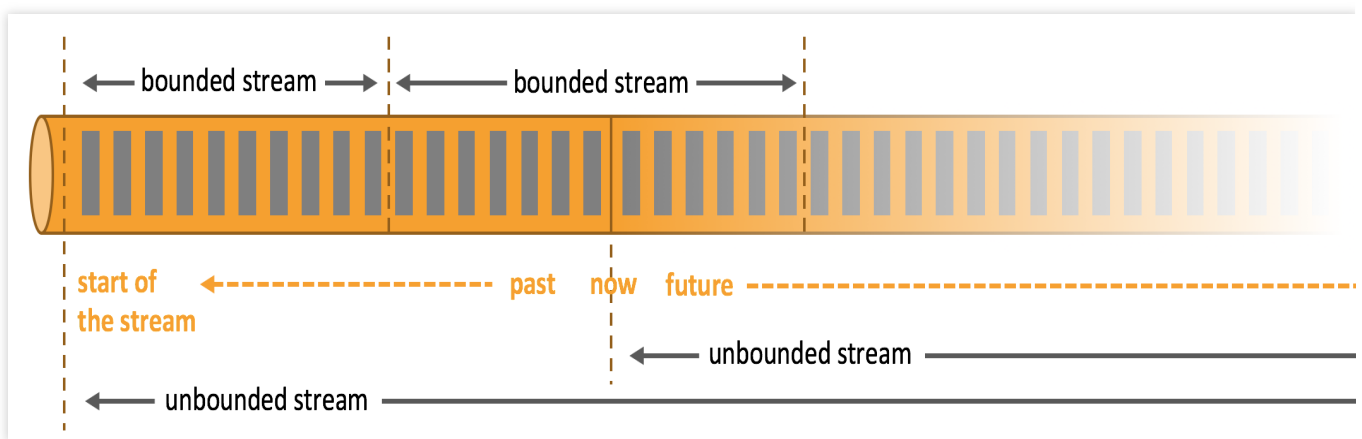 bounded stream
bounded stream
start of
the stream
past
now
future
unbounded stream
unbounded stream